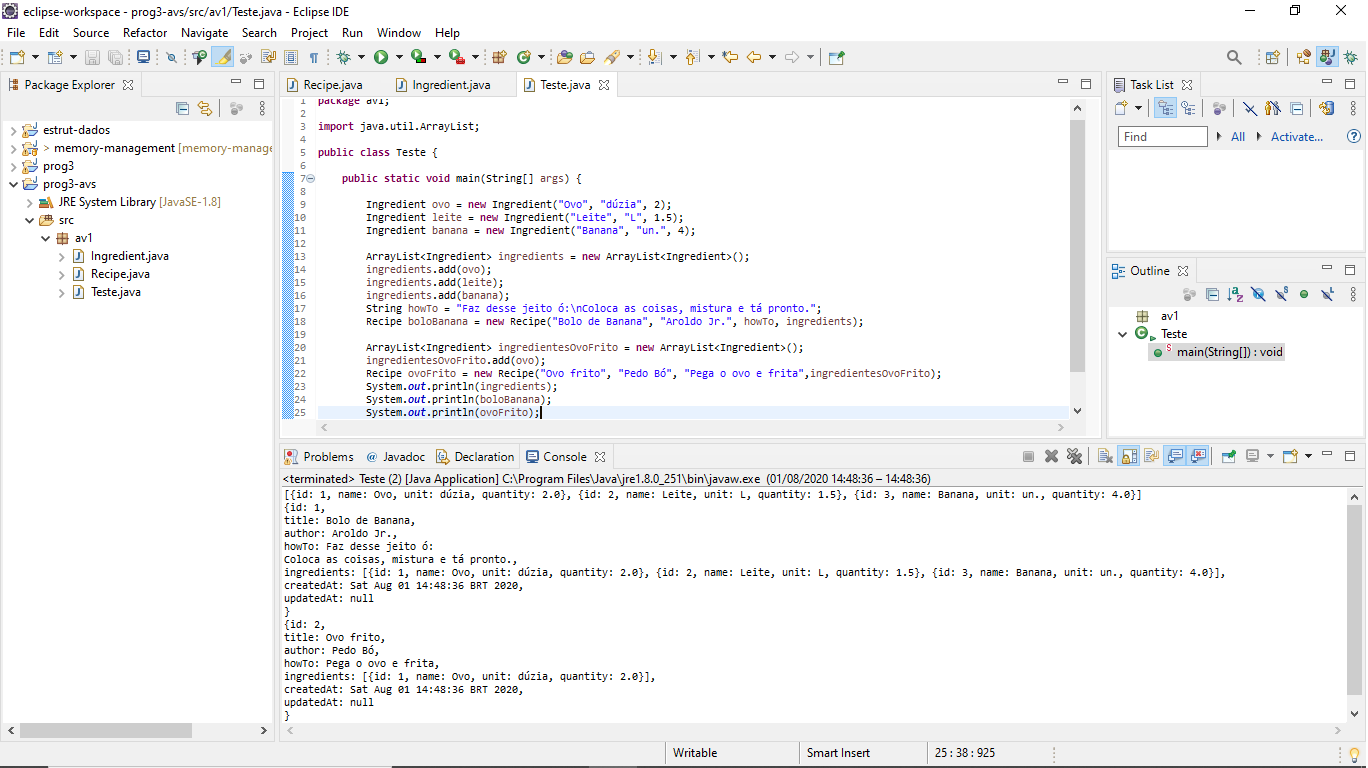 eclipse-workspace - prog3-avs/src/av1/Teste.java - Eclipse IDE
File Edit Source Refactor Navigate Search Project Run Window Help
Package Explorer
estrut-dados
> memory-management [memory-manage
prog3
prog3-avs
JRE System Library [JavaSE-1.8]
src
av1
Ingredient.java
Recipe.java
Teste.java
Recipe.java Ingredient.java Teste.java
1 package av1;
2
3 import java.util.ArrayList;
4
5 public class Teste {
6
7 public static void main(String[] args) {
8
9 Ingredient ovo = new Ingredient("Ovo", "dúzia", 2);
10 Ingredient leite = new Ingredient("Leite", "L", 1.5);
11 Ingredient banana = new Ingredient("Banana", "un.", 4);
12
13 ArrayList<Ingredient> ingredients = new ArrayList<Ingredient>();
14 ingredients.add(ovo);
15 ingredients.add(leite);
16 ingredients.add(banana);
17 String howTo = "Faz desse jeito ó:\nColoca as coisas, mistura e tá pronto.";
18 Recipe boloBanana = new Recipe("Bolo de Banana", "Aroldo Jr.", howTo, ingredients);
19
20 ArrayList<Ingredient> ingredientesOvoFrito = new ArrayList<Ingredient>();
21 ingredientesOvoFrito.add(ovo);
22 Recipe ovoFrito = new Recipe("Ovo frito", "Pedo Bó", "Pega o ovo e frita",ingredientesOvoFrito);
23 System.out.println(ingredients);
24 System.out.println(boloBanana);
25 System.out.println(ovoFrito);
Task List
Find All Activate...
Outline
av1
Teste
main(String[]) : void
Problems Javadoc Declaration Console
<terminated> Teste (2) [Java Application] C:\Program Files\Java\jre1.8.0_251\bin\javaw.exe (01/08/2020 14:48:36 – 14:48:36)
[{id: 1, name: Ovo, unit: dúzia, quantity: 2.0}, {id: 2, name: Leite, unit: L, quantity: 1.5}, {id: 3, name: Banana, unit: un., quantity: 4.0}]
{id: 1,
title: Bolo de Banana,
author: Aroldo Jr.,
howTo: Faz desse jeito ó:
Coloca as coisas, mistura e tá pronto.,
ingredients: [{id: 1, name: Ovo, unit: dúzia, quantity: 2.0}, {id: 2, name: Leite, unit: L, quantity: 1.5}, {id: 3, name: Banana, unit: un., quantity: 4.0}],
createdAt: Sat Aug 01 14:48:36 BRT 2020,
updatedAt: null
}
{id: 2,
title: Ovo frito,
author: Pedo Bó,
howTo: Pega o ovo e frita,
ingredients: [{id: 1, name: Ovo, unit: dúzia, quantity: 2.0}],
createdAt: Sat Aug 01 14:48:36 BRT 2020,
updatedAt: null
}
Writable Smart Insert 25 : 38 : 925